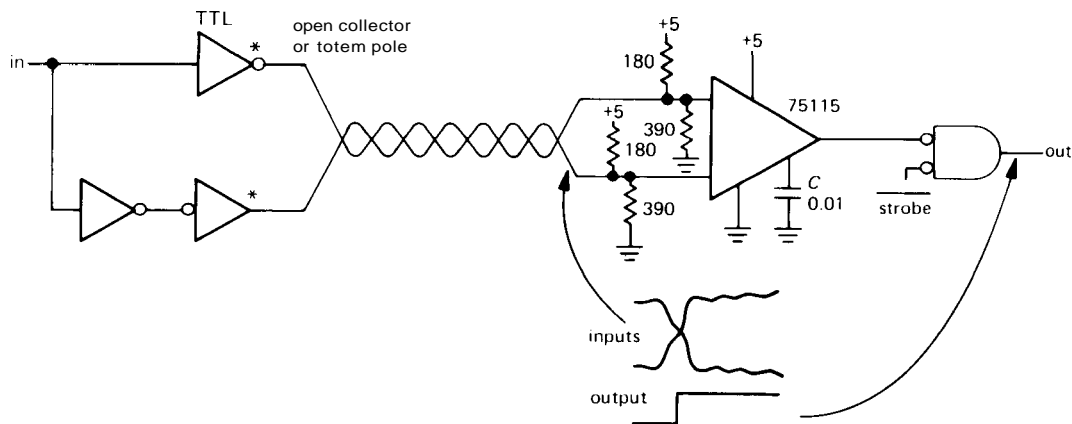 TTL
*
open collector
or totem pole
in
*
+5
180
+5
75115
+5
390
180
390
C
0.01
out
strobe
inputs
output